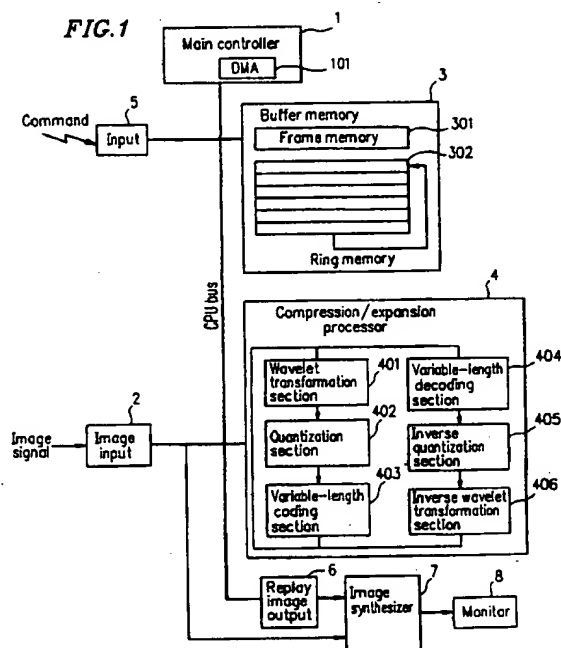 FIG.1
1
Main controller
DMA
101
5
Command
Input
3
Buffer memory
Frame memory
301
302
Ring memory
CPU bus
4
Compression/expansion
processor
Wavelet
transformation
section
401
Variable-length
decoding
section
404
2
Image
signal
Image
input
402
Quantization
section
405
Inverse
quantization
section
403
Variable-length
coding
section
406
Inverse wavelet
transformation
section
6
Replay
image
output
7
Image
synthesizer
8
Monitor